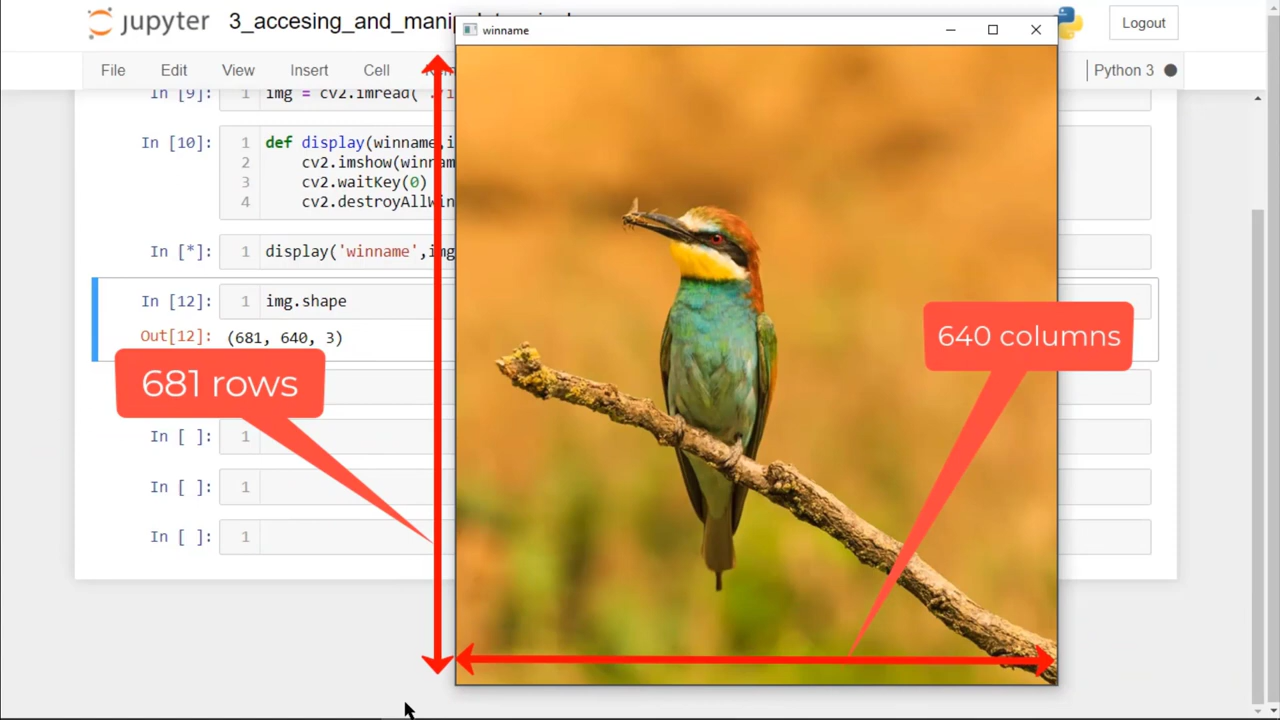 jupyter 3_accesing_and_mani
winname
Logout
File Edit View Insert Cell
Python 3
In [9]: 1 img = cv2.imread(
In [10]: 1 def display(winname,i
2 cv2.imshow(winnam
3 cv2.waitKey(0)
4 cv2.destroyAllWin
In [*]: 1 display('winname',img
In [12]: 1 img.shape
Out[12]: (681, 640, 3)
640 columns
681 rows
1
In [ ]: 1
In [ ]: 1
In [ ]: 1